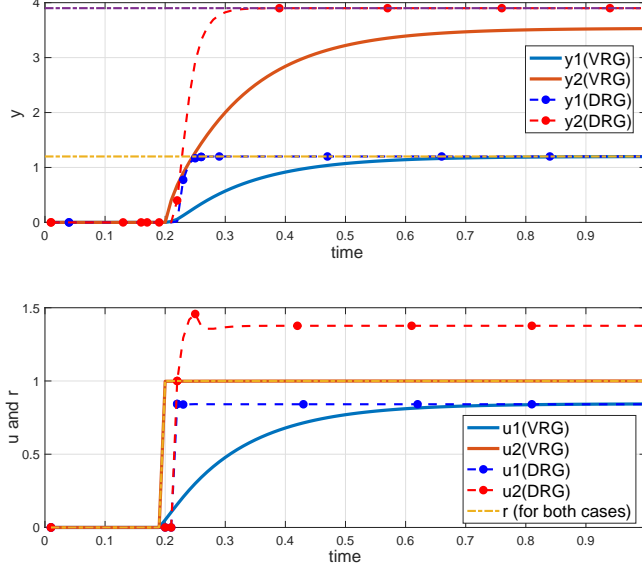 4
3
2
1
0
y
0
0.1
0.2
0.3
0.4
0.5
0.6
0.7
0.8
0.9
time
y1(VRG)
y2(VRG)
y1(DRG)
y2(DRG)
1.5
1
0.5
0
u and r
0
0.1
0.2
0.3
0.4
0.5
0.6
0.7
0.8
0.9
time
u1(VRG)
u2(VRG)
u1(DRG)
u2(DRG)
r (for both cases)